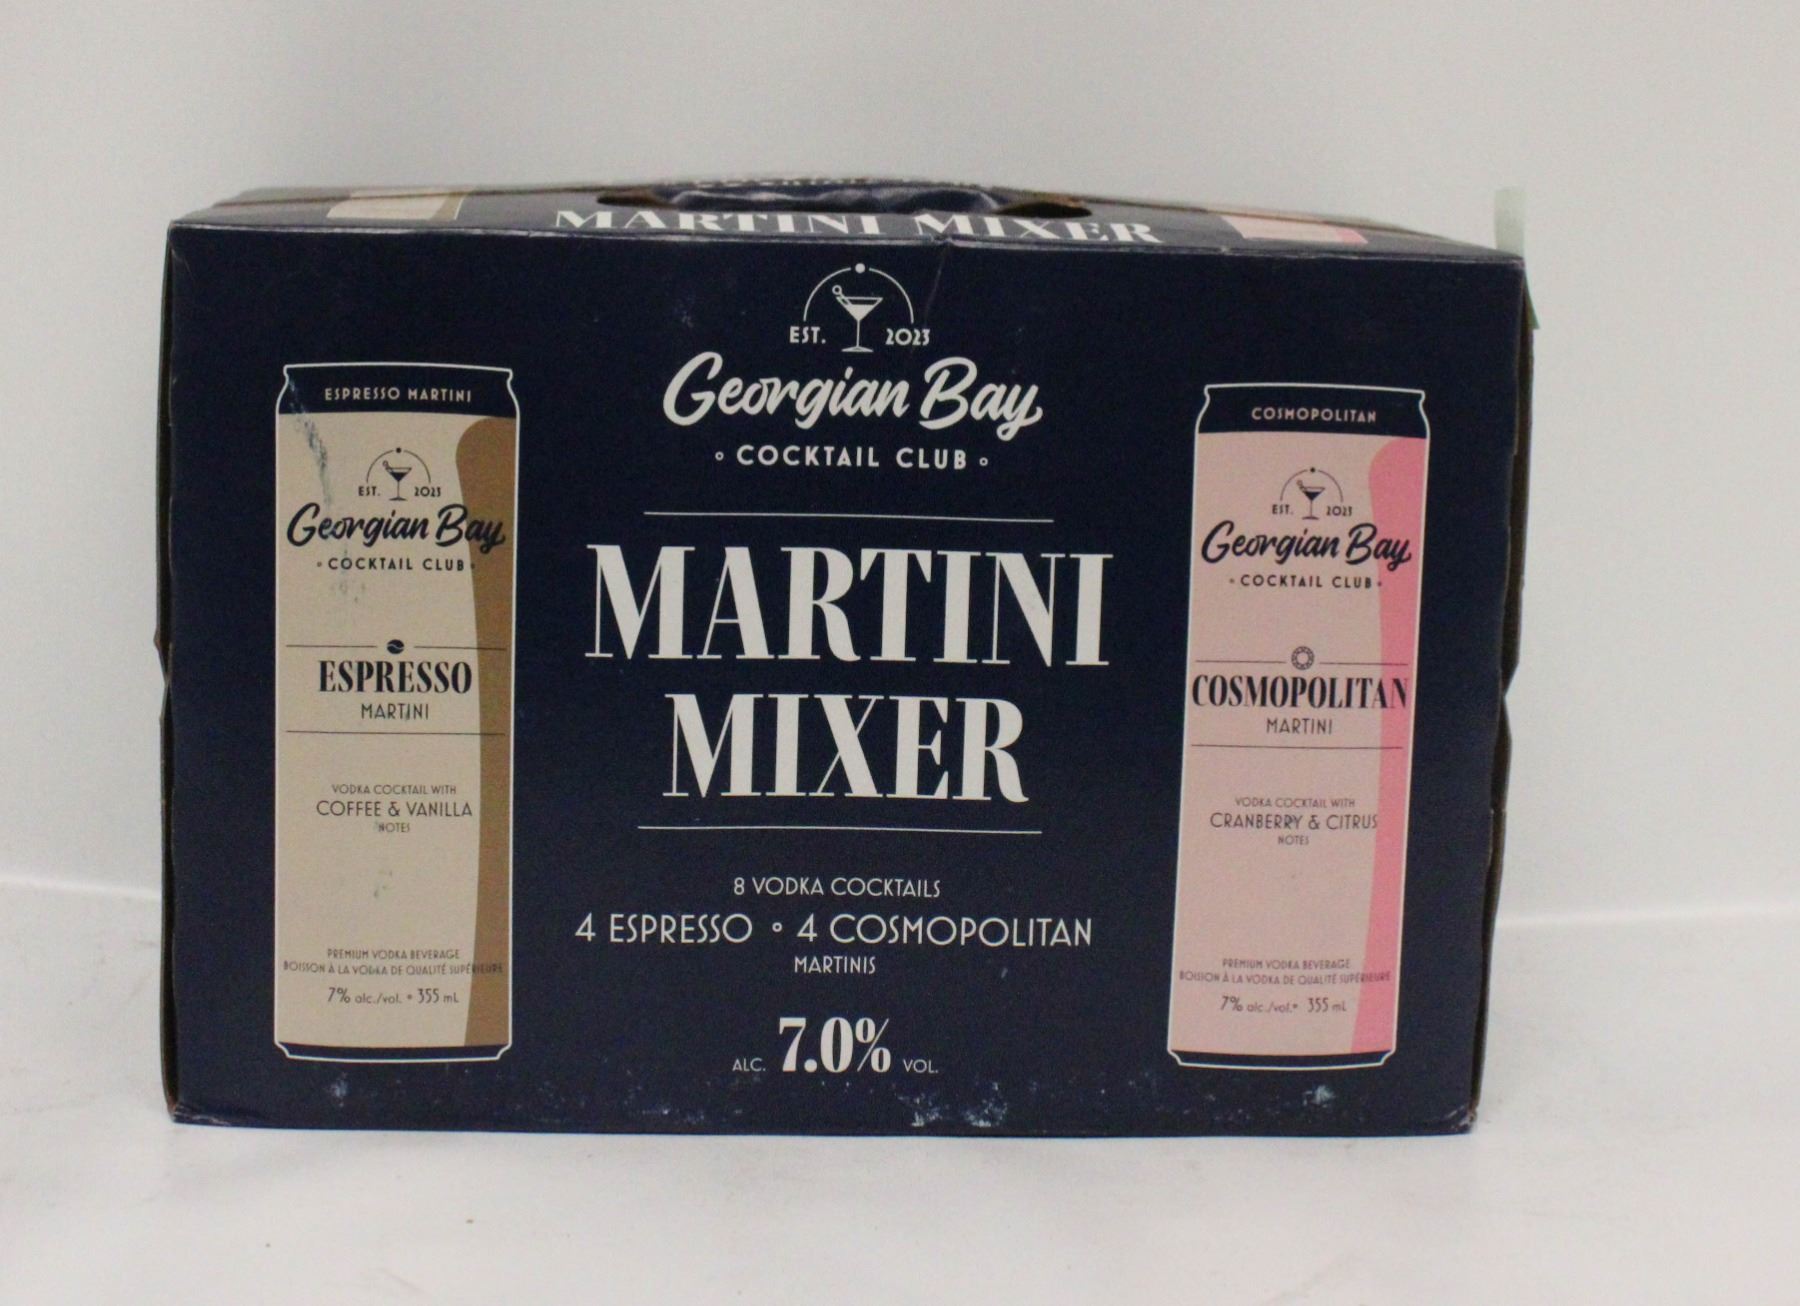 MARTINI MIXER
EST. 2023
Georgian Bay
COCKTAIL CLUB
MARTINI
MIXER
8 VODKA COCKTAILS
4 ESPRESSO • 4 COSMOPOLITAN
MARTINIS
ALC. 7.0% VOL.
ESPRESSO MARTINI
EST. 2023
Georgian Bay
COCKTAIL CLUB
ESPRESSO
MARTINI
VODKA COCKTAIL WITH
COFFEE & VANILLA
NOTES
PREMIUM VODKA BEVERAGE
BOISSON À LA VODKA DE QUALITÉ SUPÉRIEURE
7% alc./vol. • 355 mL
COSMOPOLITAN
EST. 2023
Georgian Bay
COCKTAIL CLUB
COSMOPOLITAN
MARTINI
VODKA COCKTAIL WITH
CRANBERRY & CITRUS
NOTES
PREMIUM VODKA BEVERAGE
BOISSON À LA VODKA DE QUALITÉ SUPÉRIEURE
7% alc./vol. • 355 mL